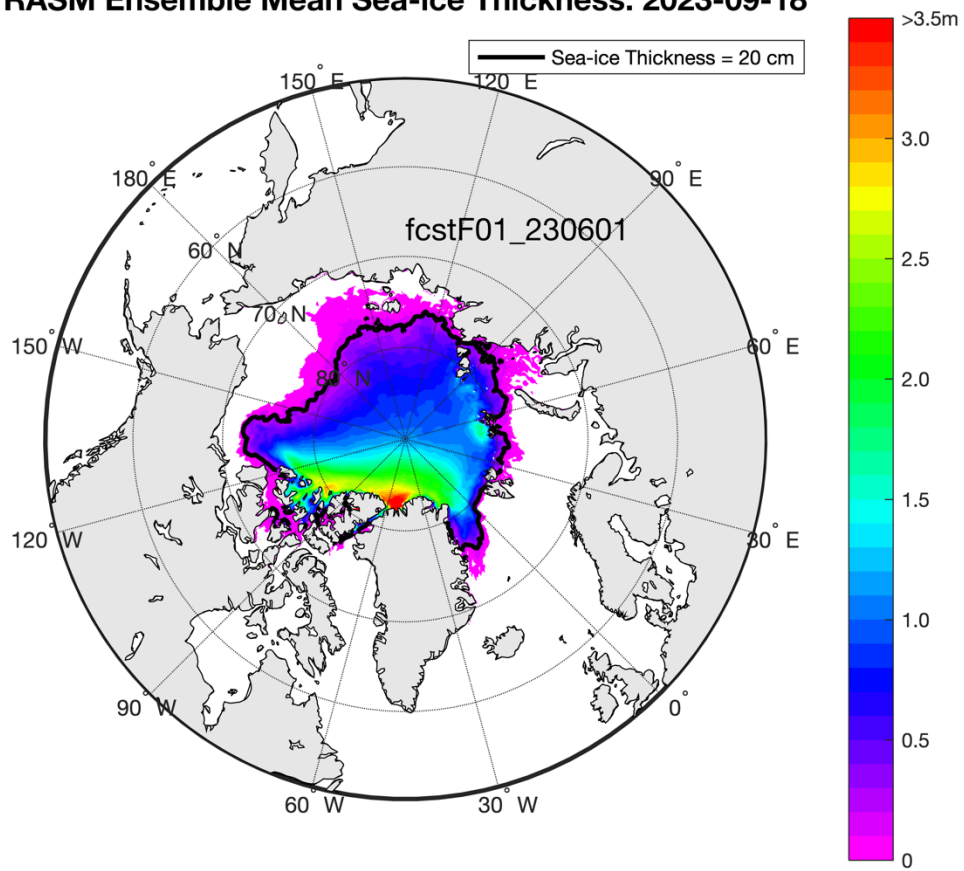 RASM Ensemble Mean Sea-Ice Thickness: 2023-09-18
>3.5m
Sea-ice Thickness = 20 cm
150° E
120° E
3.0
180° E
90° E
60° N
fcstF01_230601
2.5
70° N
150° W
60° E
80° N
2.0
1.5
120° W
30° E
1.0
90° W
0°
0.5
60° W
30° W
0